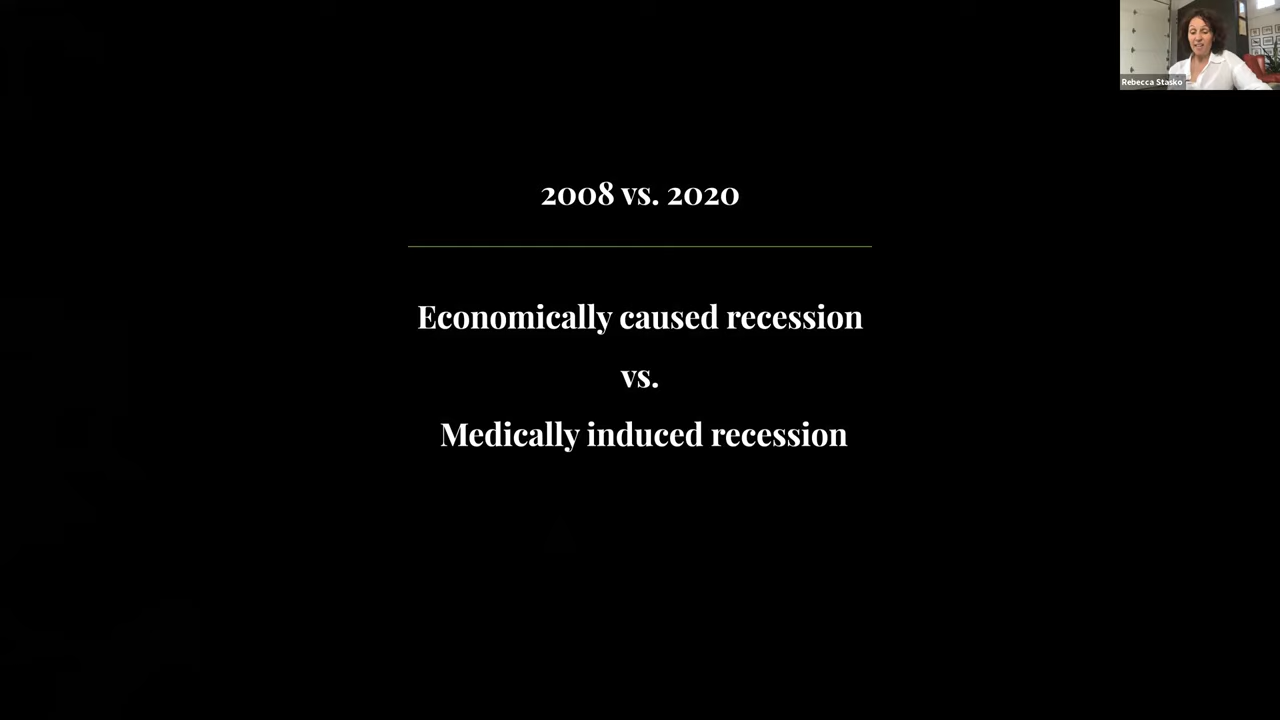 Rebecca Stasko
2008 vs. 2020
Economically caused recession
vs.
Medically induced recession